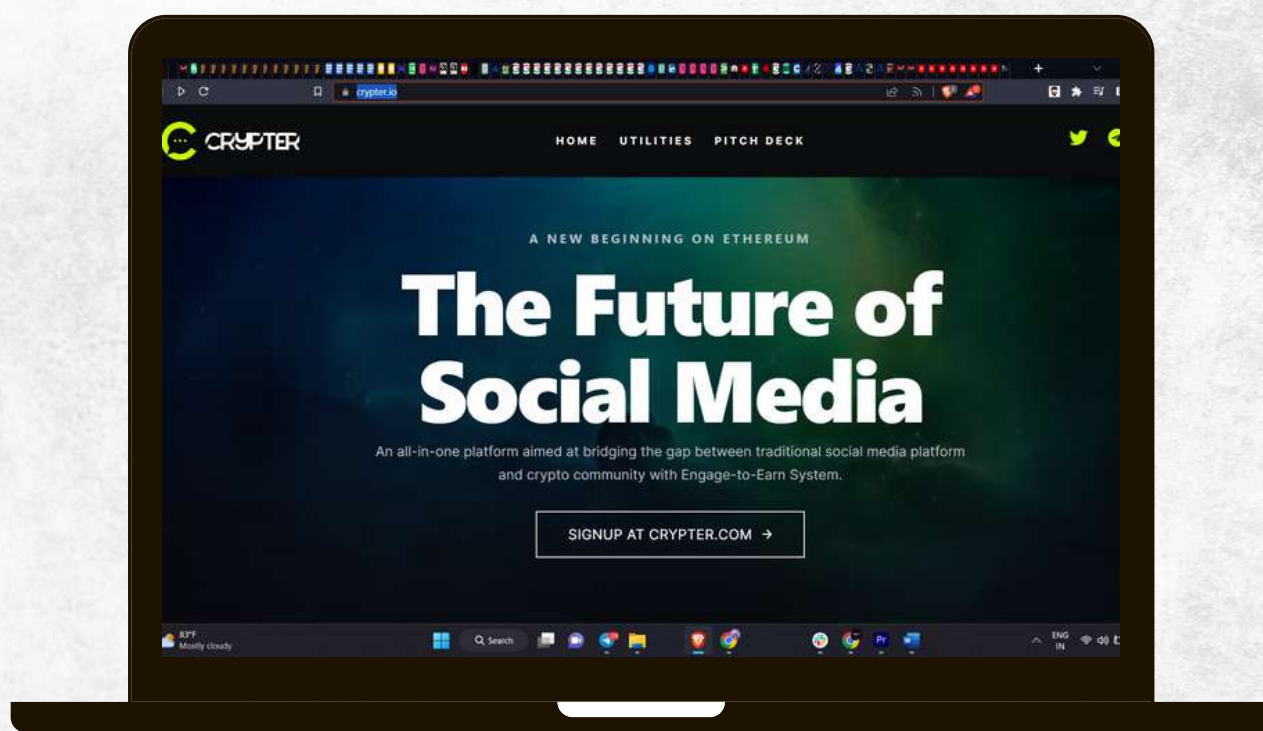 crypter.io
CRYPTER
HOME UTILITIES PITCH DECK
A NEW BEGINNING ON ETHEREUM
The Future of
Social Media
An all-in-one platform aimed at bridging the gap between traditional social media platform
and crypto community with Engage-to-Earn System.
SIGNUP AT CRYPTER.COM →
83°F
Mostly cloudy
Search
Pr
ENG
IN